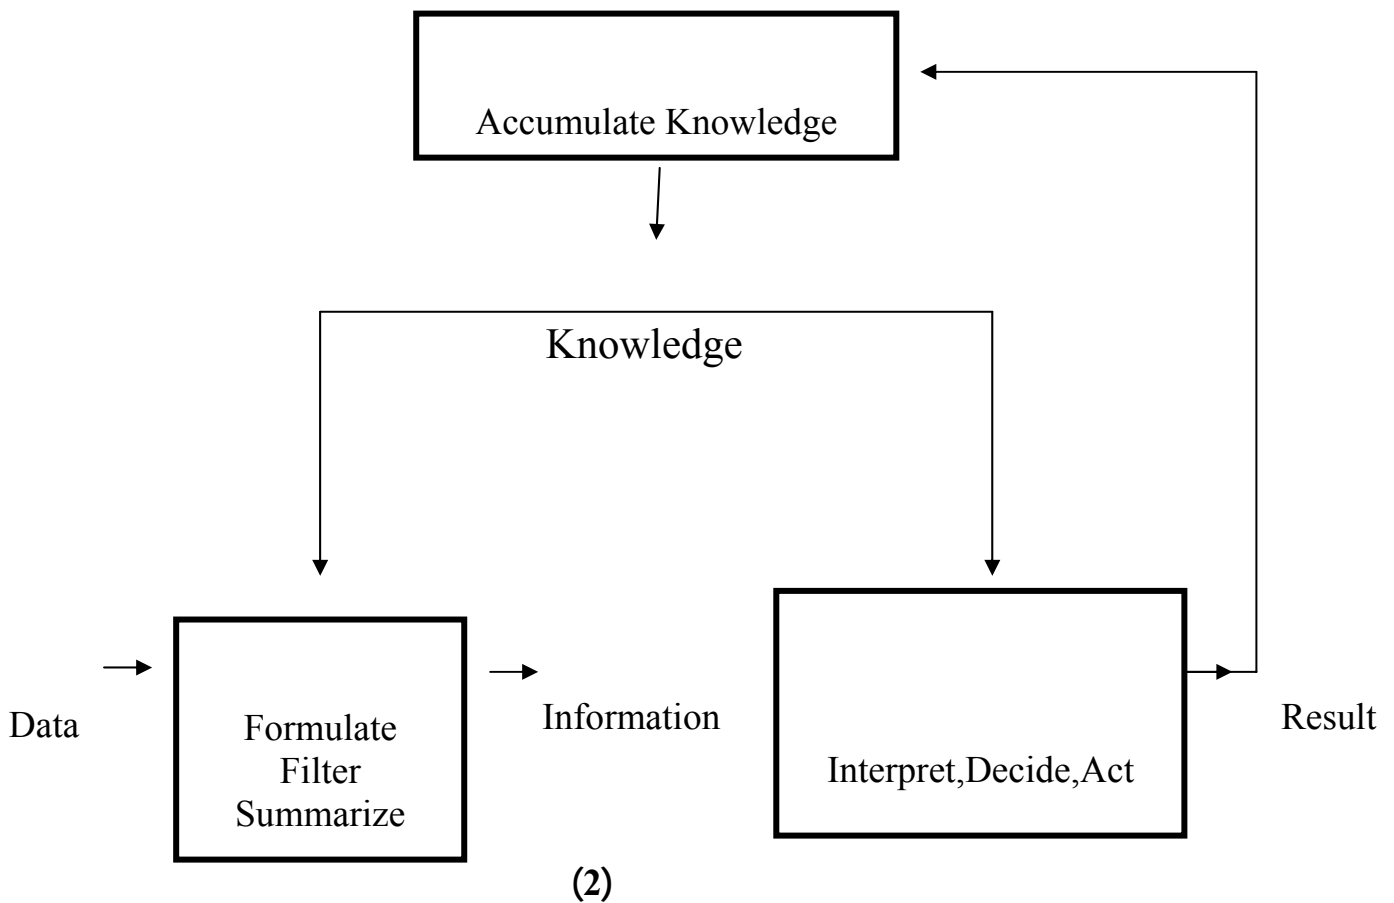 Accumulate Knowledge
Knowledge
Data
Formulate
Filter
Summarize
Information
Interpret,Decide,Act
Result
(2)